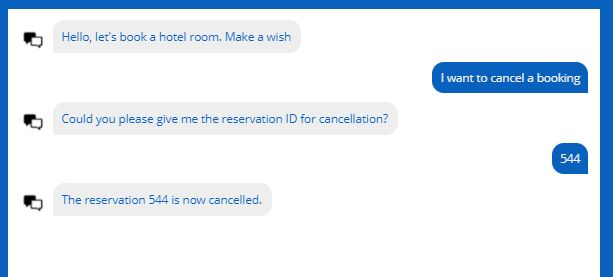 Hello, let's book a hotel room. Make a wish
I want to cancel a booking
Could you please give me the reservation ID for cancellation?
544
The reservation 544 is now cancelled.